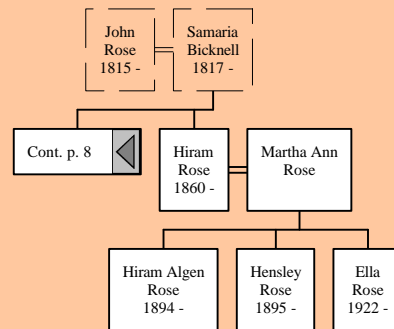 John
Rose
1815 -
Samaria
Bicknell
1817 -
Cont. p. 8
Hiram
Rose
1860 -
Martha Ann
Rose
Hiram Algen
Rose
1894 -
Hensley
Rose
1895 -
Ella
Rose
1922 -